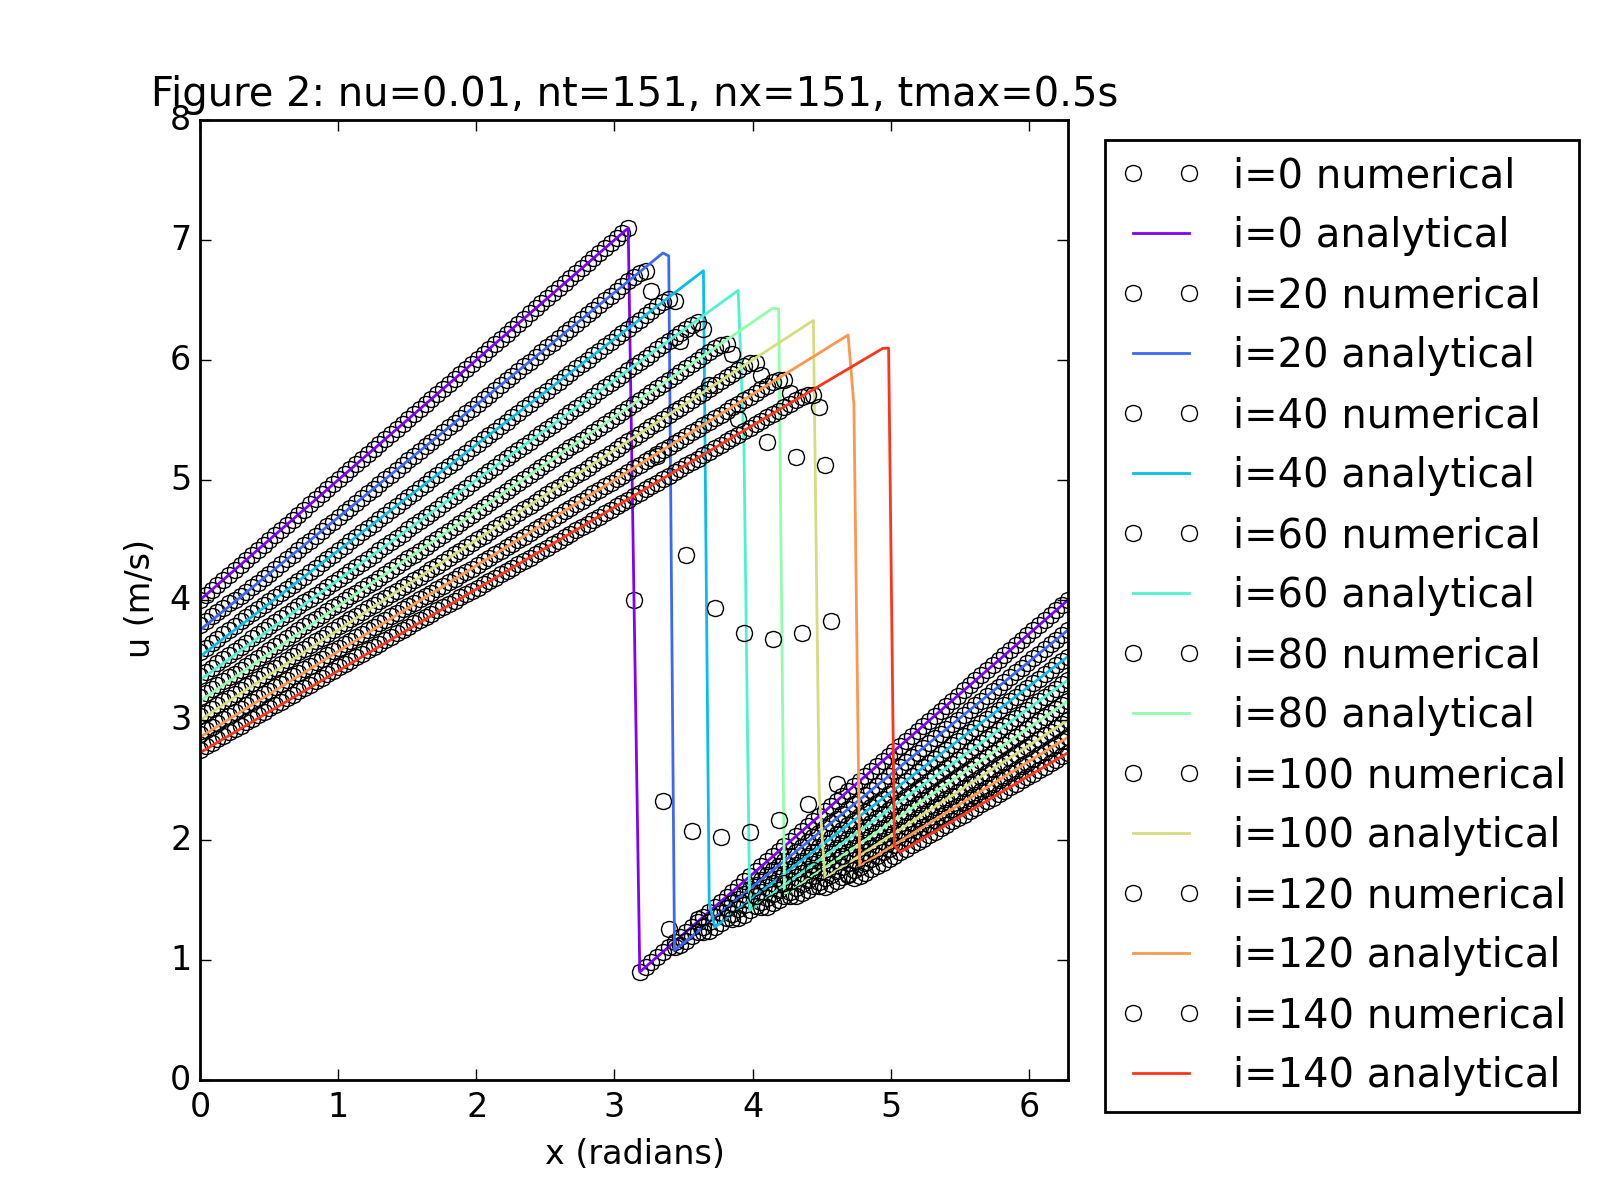 Figure 2: nu=0.01, nt=151, nx=151, tmax=0.5s
8
7
6
5
4
3
2
1
0
u (m/s)
0 1 2 3 4 5 6
x (radians)
i=0 numerical
i=0 analytical
i=20 numerical
i=20 analytical
i=40 numerical
i=40 analytical
i=60 numerical
i=60 analytical
i=80 numerical
i=80 analytical
i=100 numerical
i=100 analytical
i=120 numerical
i=120 analytical
i=140 numerical
i=140 analytical